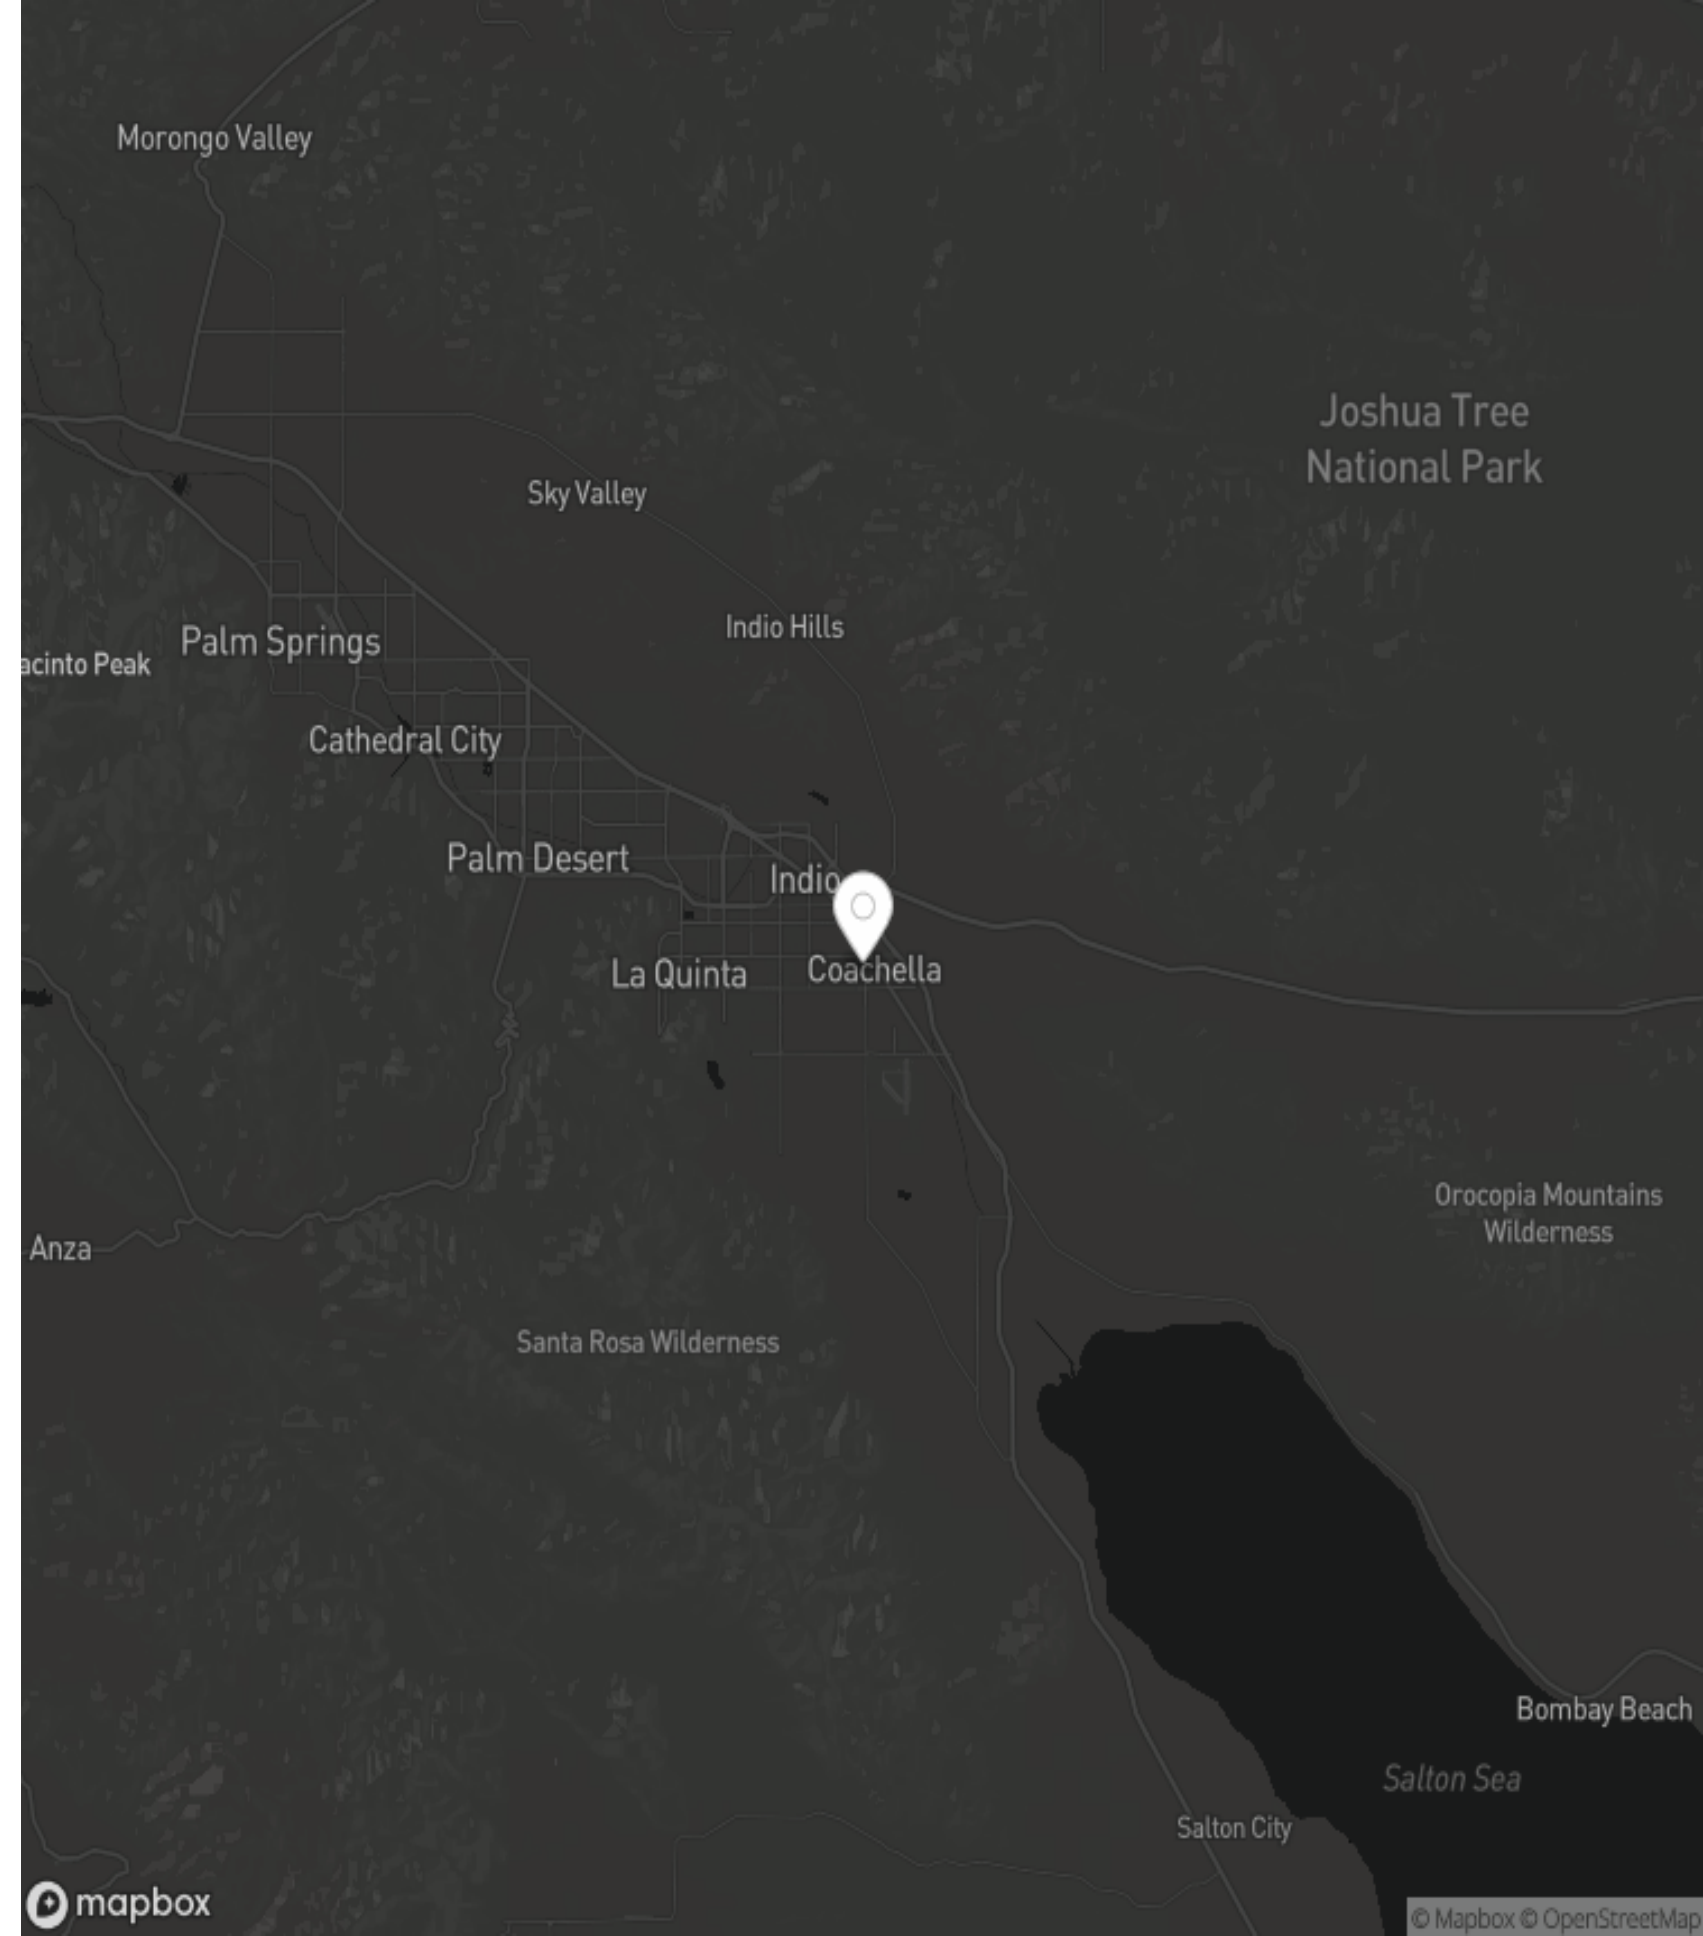 Morongo Valley
Joshua Tree
National Park
Sky Valley
Indio Hills
Palm Springs
acinto Peak
Cathedral City
Palm Desert
Indio
La Quinta
Coachella
Orocopia Mountains
Wilderness
Anza
Santa Rosa Wilderness
Bombay Beach
Salton Sea
Salton City
mapbox
© Mapbox © OpenStreetMap